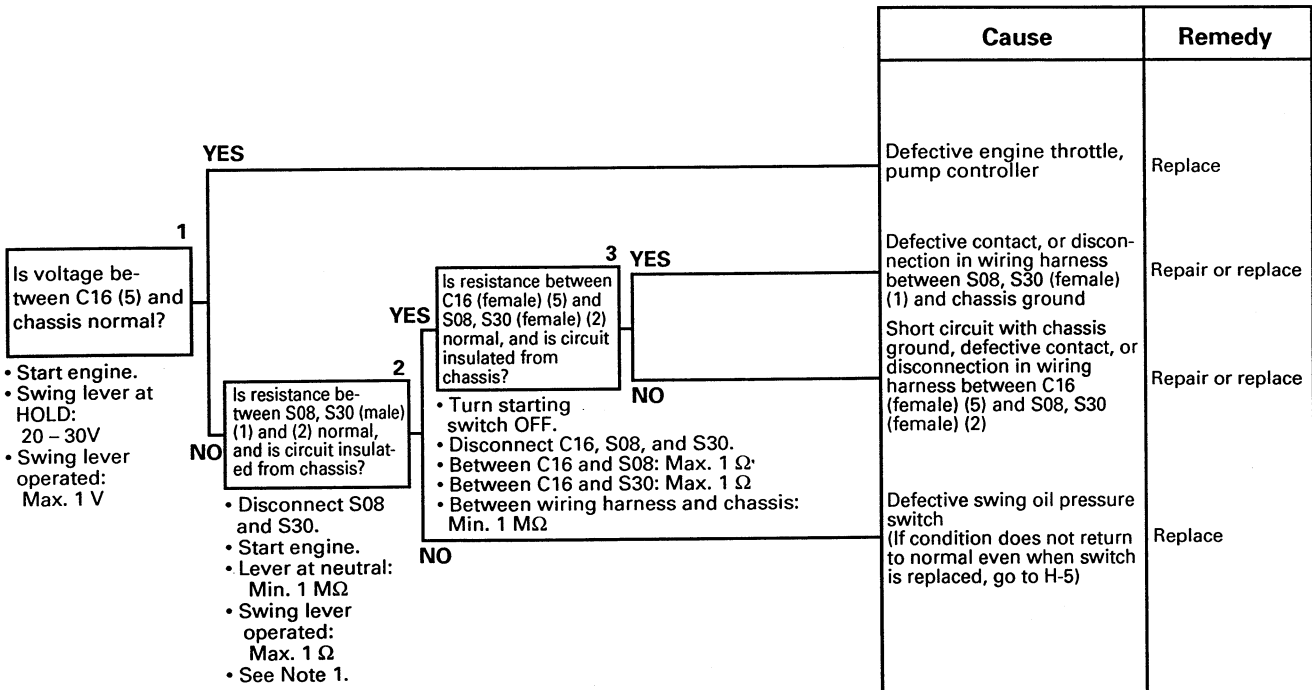 Cause
Remedy
YES
Defective engine throttle,
pump controller
Replace
1
Is voltage be-
tween C16 (5) and
chassis normal?
• Start engine.
• Swing lever at
HOLD:
20 – 30V
• Swing lever
operated:
Max. 1 V
NO
2
Is resistance be-
tween S08, S30 (male)
(1) and (2) normal,
and is circuit insulat-
ed from chassis?
• Disconnect S08
and S30.
• Start engine.
• Lever at neutral:
Min. 1 MΩ
• Swing lever
operated:
Max. 1 Ω
• See Note 1.
YES
3
Is resistance between
C16 (female) (5) and
S08, S30 (female) (2)
normal, and is circuit
insulated from
chassis?
• Turn starting
switch OFF.
• Disconnect C16, S08, and S30.
• Between C16 and S08: Max. 1 Ω
• Between C16 and S30: Max. 1 Ω
• Between wiring harness and chassis:
Min. 1 MΩ
YES
Defective contact, or discon-
nection in wiring harness
between S08, S30 (female)
(1) and chassis ground
Repair or replace
NO
Short circuit with chassis
ground, defective contact, or
disconnection in wiring
harness between C16
(female) (5) and S08, S30
(female) (2)
Repair or replace
NO
Defective swing oil pressure
switch
(If condition does not return
to normal even when switch
is replaced, go to H-5)
Replace